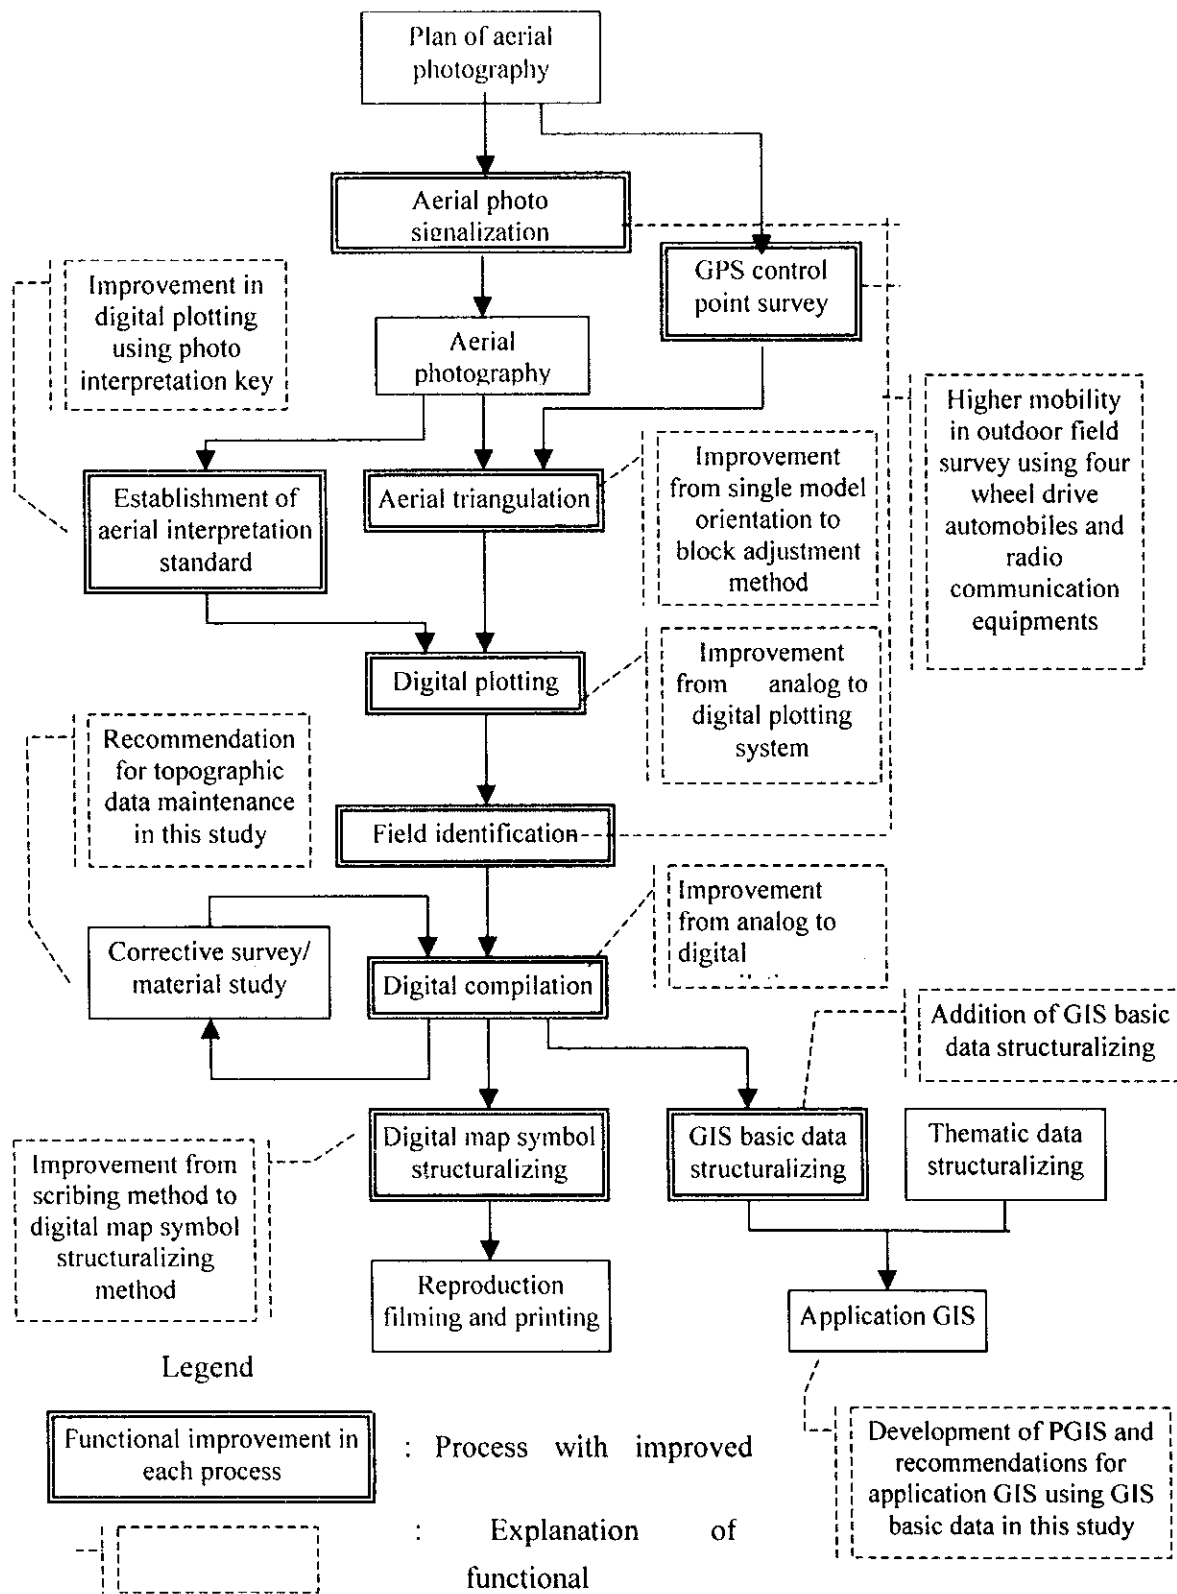 Plan of aerial
photography
Aerial photo
signalization
GPS control
point survey
Improvement in
digital plotting
using photo
interpretation key
Aerial
photography
Higher mobility
in outdoor field
survey using four
wheel drive
automobiles and
radio
communication
equipments
Improvement
from single model
orientation to
block adjustment
method
Establishment of
aerial interpretation
standard
Aerial triangulation
Digital plotting
Improvement
from analog to
digital plotting
system
Recommendation
for topographic
data maintenance
in this study
Field identification
Improvement
from analog to
digital
Corrective survey/
material study
Digital compilation
Addition of GIS basic
data structuralizing
Digital map symbol
structuralizing
GIS basic data
structuralizing
Thematic data
structuralizing
Improvement from
scribing method to
digital map symbol
structuralizing
method
Reproduction
filming and printing
Application GIS
Legend
Functional improvement in
each process
: Process with improved
Development of PGIS and
recommendations for
application GIS using GIS
basic data in this study
: Explanation of
functional